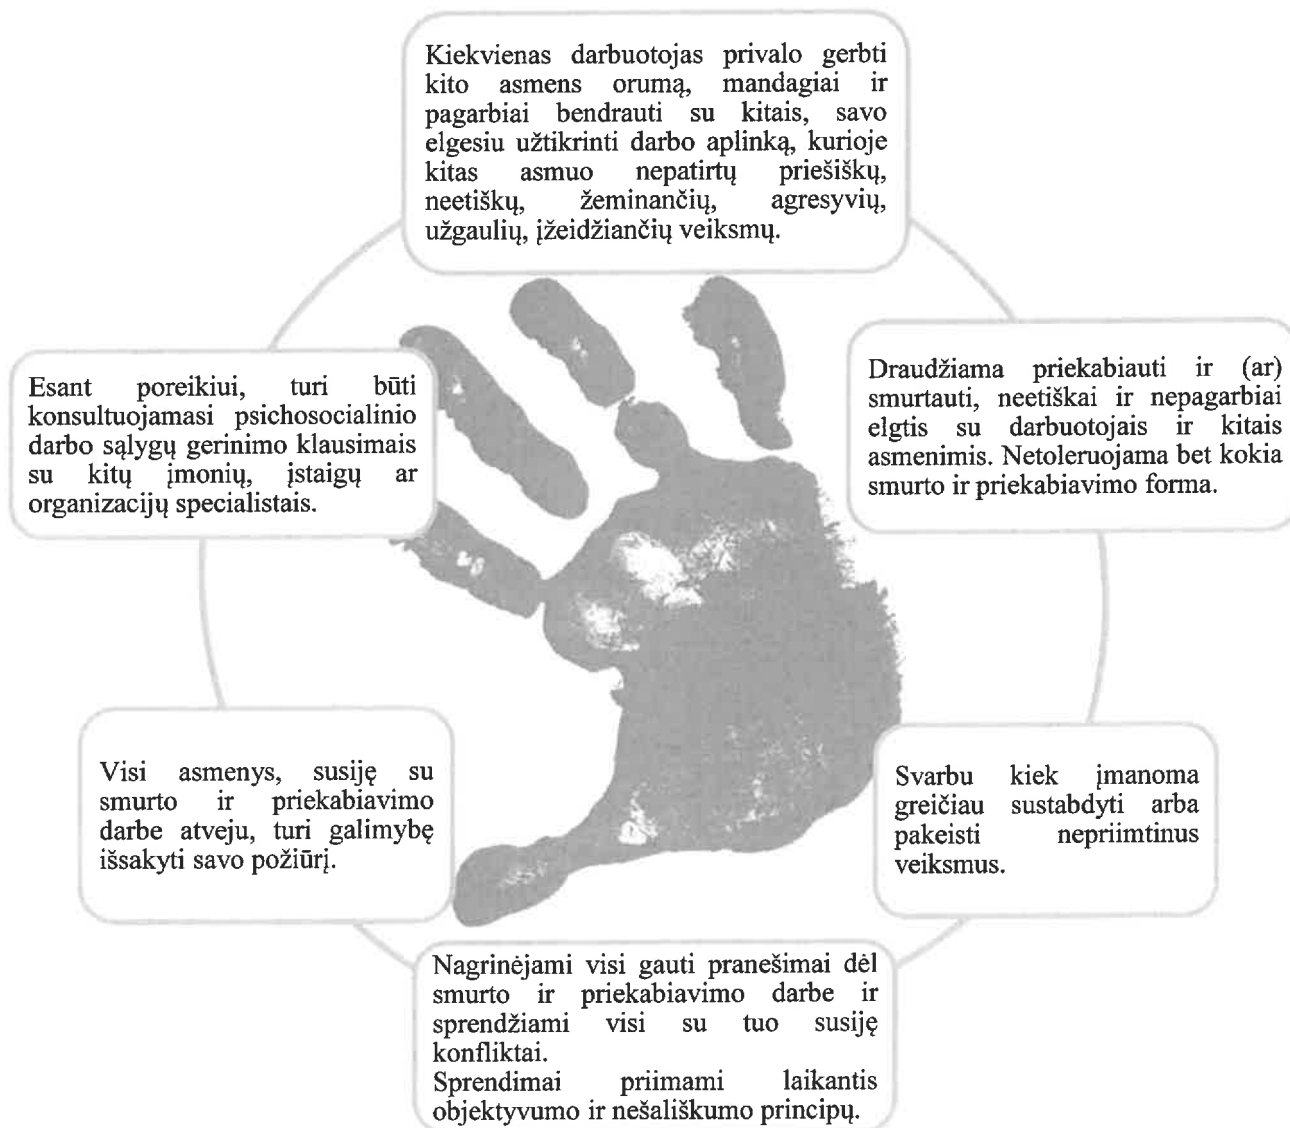 Kiekvienas darbuotojas privalo gerbti
kito asmens orumą, mandagiai ir
pagarbiai bendrauti su kitais, savo
elgesiu užtikrinti darbo aplinką, kurioje
kitas asmuo nepatirtų priešiškų,
neetiškų, žeminančių, agresyvių,
užgaulių, įžeidžiančių veiksmų.
Draudžiama priekabiauti ir (ar)
smurtauti, neetiškai ir nepagarbiai
elgtis su darbuotojais ir kitais
asmenimis. Netoleruojama bet kokia
smurto ir priekabiavimo forma.
Svarbu kiek įmanoma
greičiau sustabdyti arba
pakeisti nepriimtinus
veiksmus.
Nagrinėjami visi gauti pranešimai dėl
smurto ir priekabiavimo darbe ir
sprendžiami visi su tuo susiję
konfliktai.
Sprendimai priimami laikantis
objektyvumo ir nešališkumo principų.
Visi asmenys, susiję su
smurto ir priekabiavimo
darbe atveju, turi galimybę
išsakyti savo požiūrį.
Esant poreikiui, turi būti
konsultuojamasi psichosocialinio
darbo sąlygų gerinimo klausimais
su kitų įmonių, įstaigų ar
organizacijų specialistais.